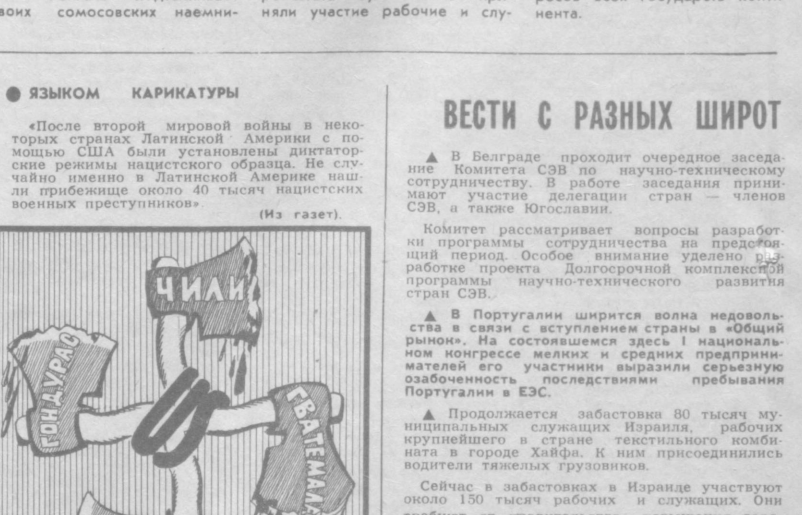 воих сомосовских наемни-
няли участие рабочие и слу-
нента.
ЯЗЫКОМ КАРИКАТУРЫ
«После второй мировой войны в неко-
торых странах Латинской Америки с по-
мощью США были установлены диктатор-
ские режимы нацистского образца. Не слу-
чайно именно в Латинской Америке наш-
ли прибежище около 40 тысяч нацистских
военных преступников»
(Из газет).
ЧИЛИ
ГОНДУРАС
US
ГВАТЕМАЛА
ВЕСТИ С РАЗНЫХ ШИРОТ
▲ В Белграде проходит очередное заседа-
ние Комитета СЭВ по научно-техническому
сотрудничеству. В работе заседания прини-
мают участие делегации стран — членов
СЭВ, а также Югославии.
Комитет рассматривает вопросы разработ-
ки программы сотрудничества на предстоя-
щий период. Особое внимание уделено раз-
работке проекта Долгосрочной комплексной
программы научно-технического развития
стран СЭВ.
▲ В Португалии ширится волна недоволь-
ства в связи с вступлением страны в «Общий
рынок». На состоявшемся здесь I националь-
ном конгрессе мелких и средних предприни-
мателей его участники выразили серьезную
озабоченность последствиями пребывания
Португалии в ЕЭС.
▲ Продолжается забастовка 80 тысяч му-
ниципальных служащих Израиля, рабочих
крупнейшего в стране текстильного комби-
ната в городе Хайфа. К ним присоединились
водители тяжелых грузовиков.
Сейчас в забастовках в Израиле участвуют
около 150 тысяч рабочих и служащих. Они